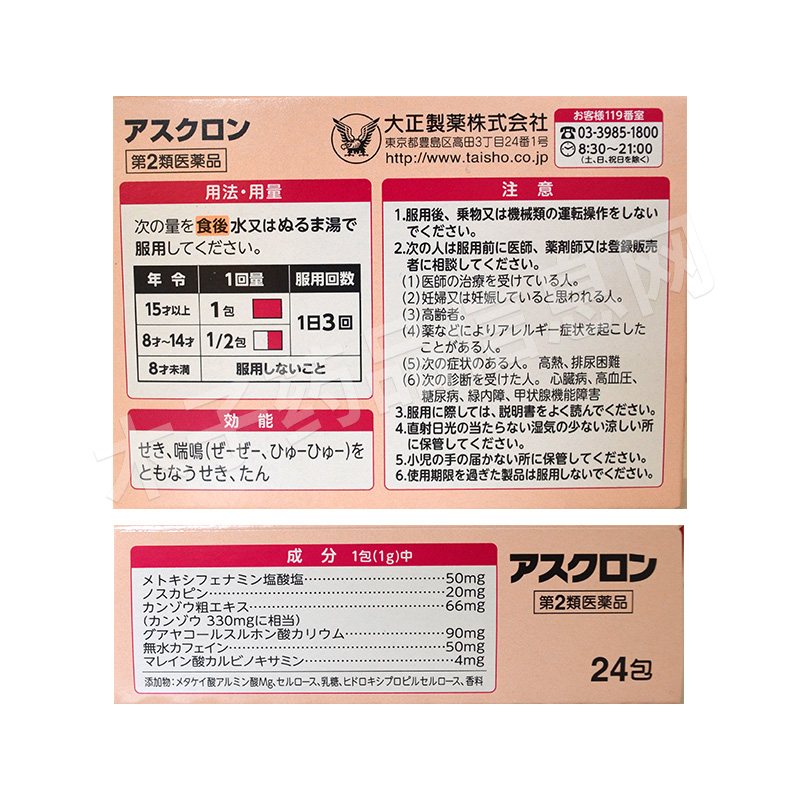 アスクロン
第2類医薬品
大正製薬株式会社
東京都豊島区高田3丁目24番1号
http://www.taisho.co.jp
お客様119番室
03-3985-1800
8:30～21:00
(土、日、祝日を除く)
用法・用量
次の量を食後水又はぬるま湯で
服用してください。
年令 1回量 服用回数
15才以上 1包 1日3回
8才～14才 1/2包
8才未満 服用しないこと
効能
せき、喘鳴(ぜーぜー、ひゅーひゅー)を
ともなうせき、たん
注意
1.服用後、乗物又は機械類の運転操作をしない
でください。
2.次の人は服用前に医師、薬剤師又は登録販売
者に相談してください。
(1)医師の治療を受けている人。
(2)妊婦又は妊娠していると思われる人。
(3)高齢者。
(4)薬などによりアレルギー症状を起こした
ことがある人。
(5)次の症状のある人。 高熱、排尿困難
(6)次の診断を受けた人。 心臓病、高血圧、
糖尿病、緑内障、甲状腺機能障害
3.服用に際しては、説明書をよく読んでください。
4.直射日光の当たらない湿気の少ない涼しい所
に保管してください。
5.小児の手の届かない所に保管してください。
6.使用期限を過ぎた製品は服用しないでください。
成分 1包(1g)中
メトキシフェナミン塩酸塩……………50mg
ノスカピン……………20mg
カンゾウ粗エキス……………66mg
(カンゾウ 330mgに相当)
グアヤコールスルホン酸カリウム……………90mg
無水カフェイン……………50mg
マレイン酸カルビノキサミン……………4mg
添加物:メタケイ酸アルミン酸Mg、セルロース、乳糖、ヒドロキシプロピルセルロース、香料
アスクロン
第2類医薬品
24包